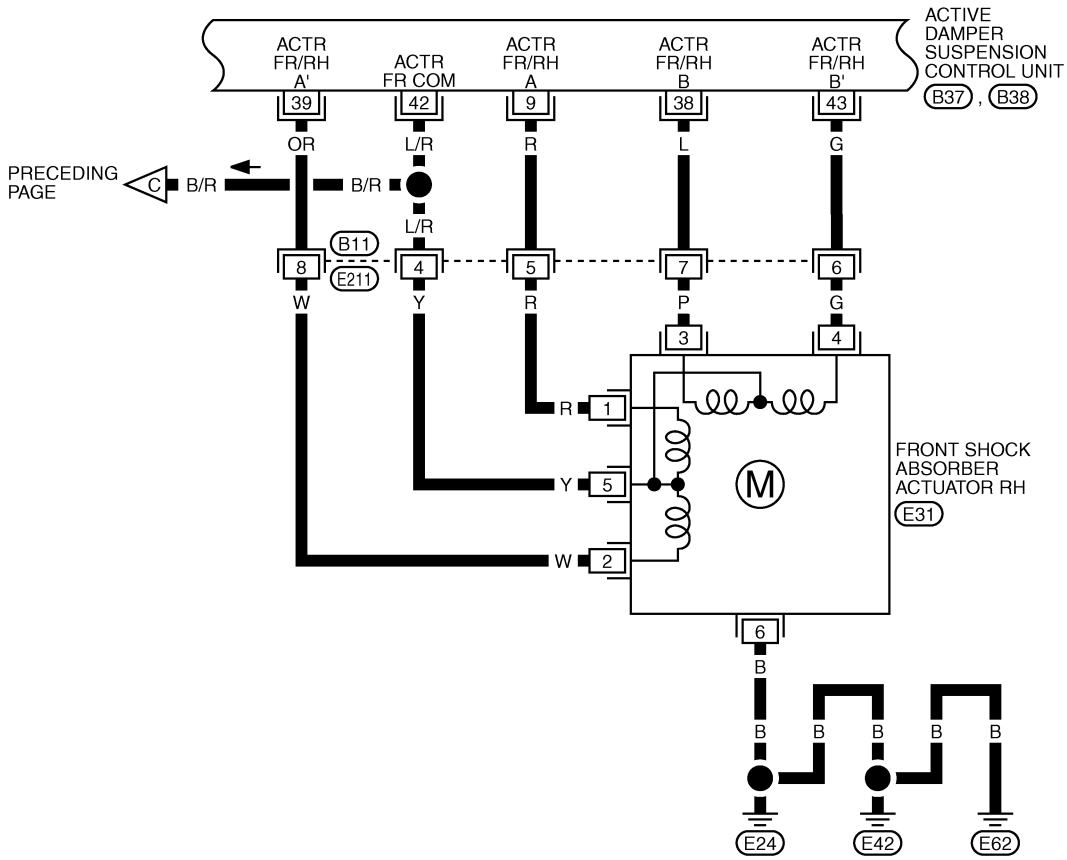 ACTIVE
DAMPER
SUSPENSION
CONTROL UNIT
B37 , B38
ACTR
FR/RH
A'
ACTR
FR COM
ACTR
FR/RH
A
ACTR
FR/RH
B
ACTR
FR/RH
B'
39
42
9
38
43
OR
L/R
R
L
G
PRECEDING
PAGE
C
B/R
B/R
L/R
B11
E211
8
4
5
7
6
W
Y
R
P
G
3
4
R
1
Y
5
M
W
2
FRONT SHOCK
ABSORBER
ACTUATOR RH
E31
6
B
B
B
B
B
B
E24
E42
E62